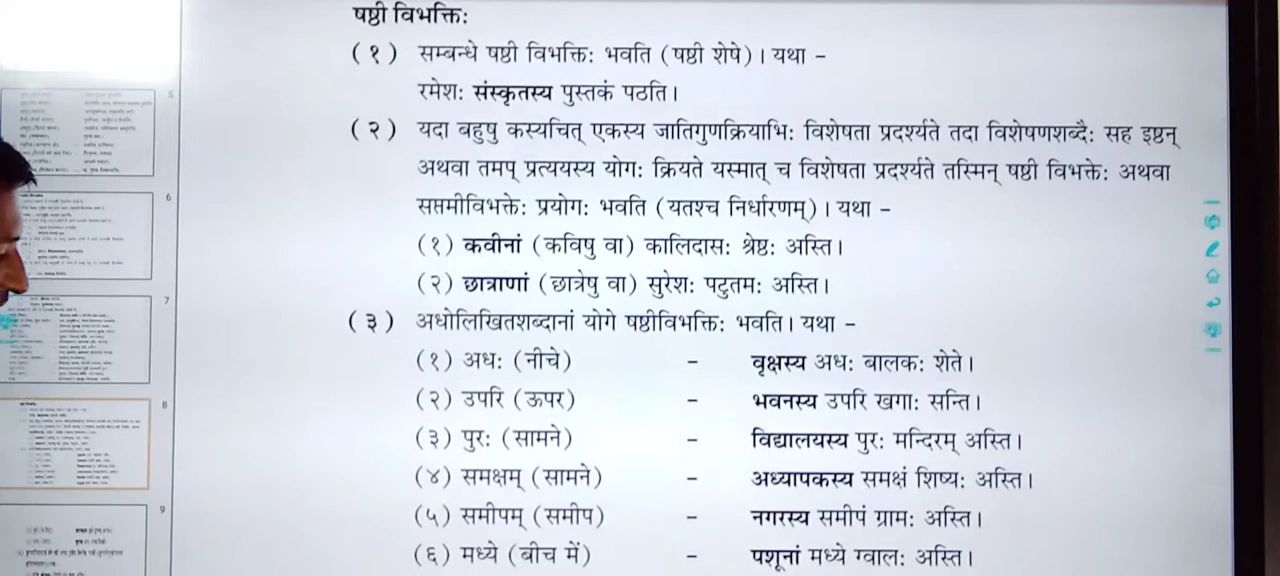 षष्ठी विभक्तिः
(१) सम्बन्धे षष्ठी विभक्तिः भवति (षष्ठी शेषे)। यथा –
रमेशः संस्कृतस्य पुस्तकं पठति।
(२) यदा बहुषु कस्यचित् एकस्य जातिगुणक्रियाभिः विशेषता प्रदर्श्यते तदा विशेषणशब्दैः सह इष्ठन्
अथवा तमप् प्रत्ययस्य योगः क्रियते यस्मात् च विशेषता प्रदर्श्यते तस्मिन् षष्ठी विभक्तेः अथवा
सप्तमीविभक्तेः प्रयोगः भवति (यतश्च निर्धारणम्)। यथा –
(१) कवीनां (कविषु वा) कालिदासः श्रेष्ठः अस्ति।
(२) छात्राणां (छात्रेषु वा) सुरेशः पटुतमः अस्ति।
(३) अधोलिखितशब्दानां योगे षष्ठीविभक्तिः भवति। यथा –
(१) अधः (नीचे) – वृक्षस्य अधः बालकः शेते।
(२) उपरि (ऊपर) – भवनस्य उपरि खगाः सन्ति।
(३) पुरः (सामने) – विद्यालयस्य पुरः मन्दिरम् अस्ति।
(४) समक्षम् (सामने) – अध्यापकस्य समक्षं शिष्यः अस्ति।
(५) समीपम् (समीप) – नगरस्य समीपं ग्रामः अस्ति।
(६) मध्ये (बीच में) – पशूनां मध्ये ग्वालः अस्ति।
5
6
7
8
9